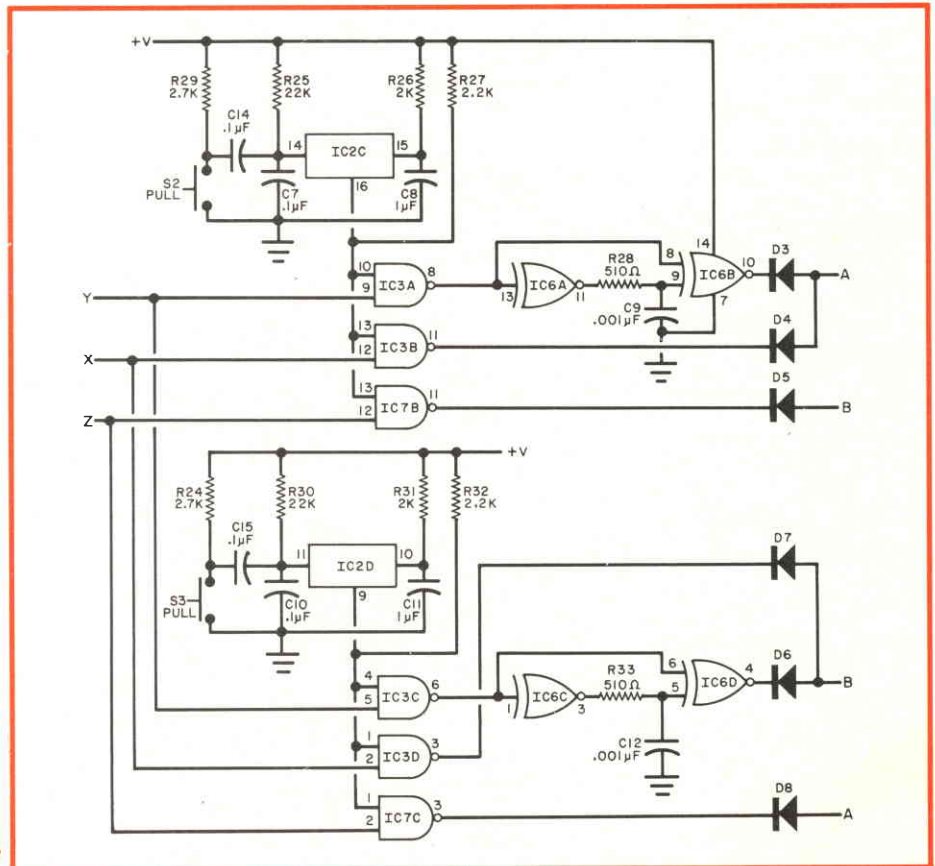 +V
R29
2.7K
R25
22K
R26
2K
R27
2.2K
C14
.1µF
14
IC2C
15
16
S2
PULL
C7
.1µF
C8
1µF
10
9
IC3A
8
13
IC6A
11
R28
510Ω
8
9
14
IC6B
7
10
D3
A
C9
.001µF
Y
13
12
IC3B
11
D4
X
13
12
IC7B
11
D5
B
Z
+V
R24
2.7K
R30
22K
R31
2K
R32
2.2K
C15
.1µF
11
IC2D
10
9
S3
PULL
C10
.1µF
C11
1µF
D7
4
5
IC3C
6
1
IC6C
3
R33
510Ω
6
5
IC6D
4
D6
B
C12
.001µF
1
2
IC3D
3
1
2
IC7C
3
D8
A